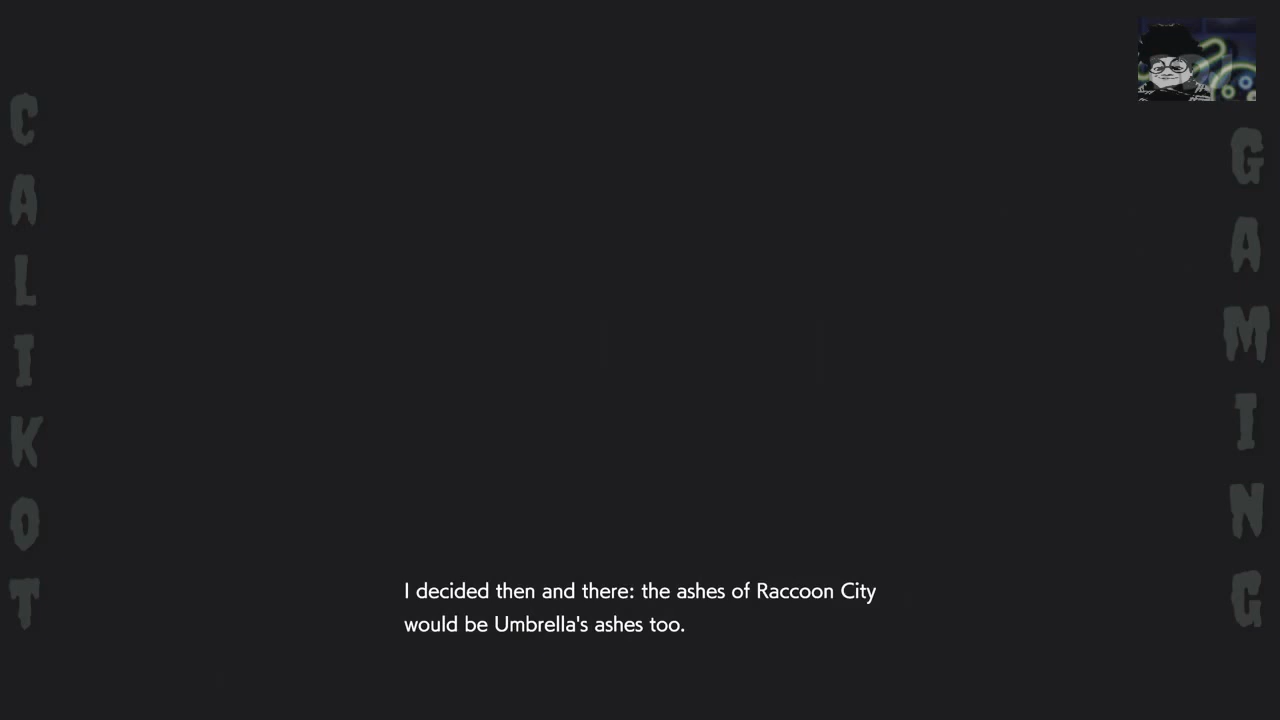 CALIKOT
GAMING
I decided then and there: the ashes of Raccoon City
would be Umbrella's ashes too.